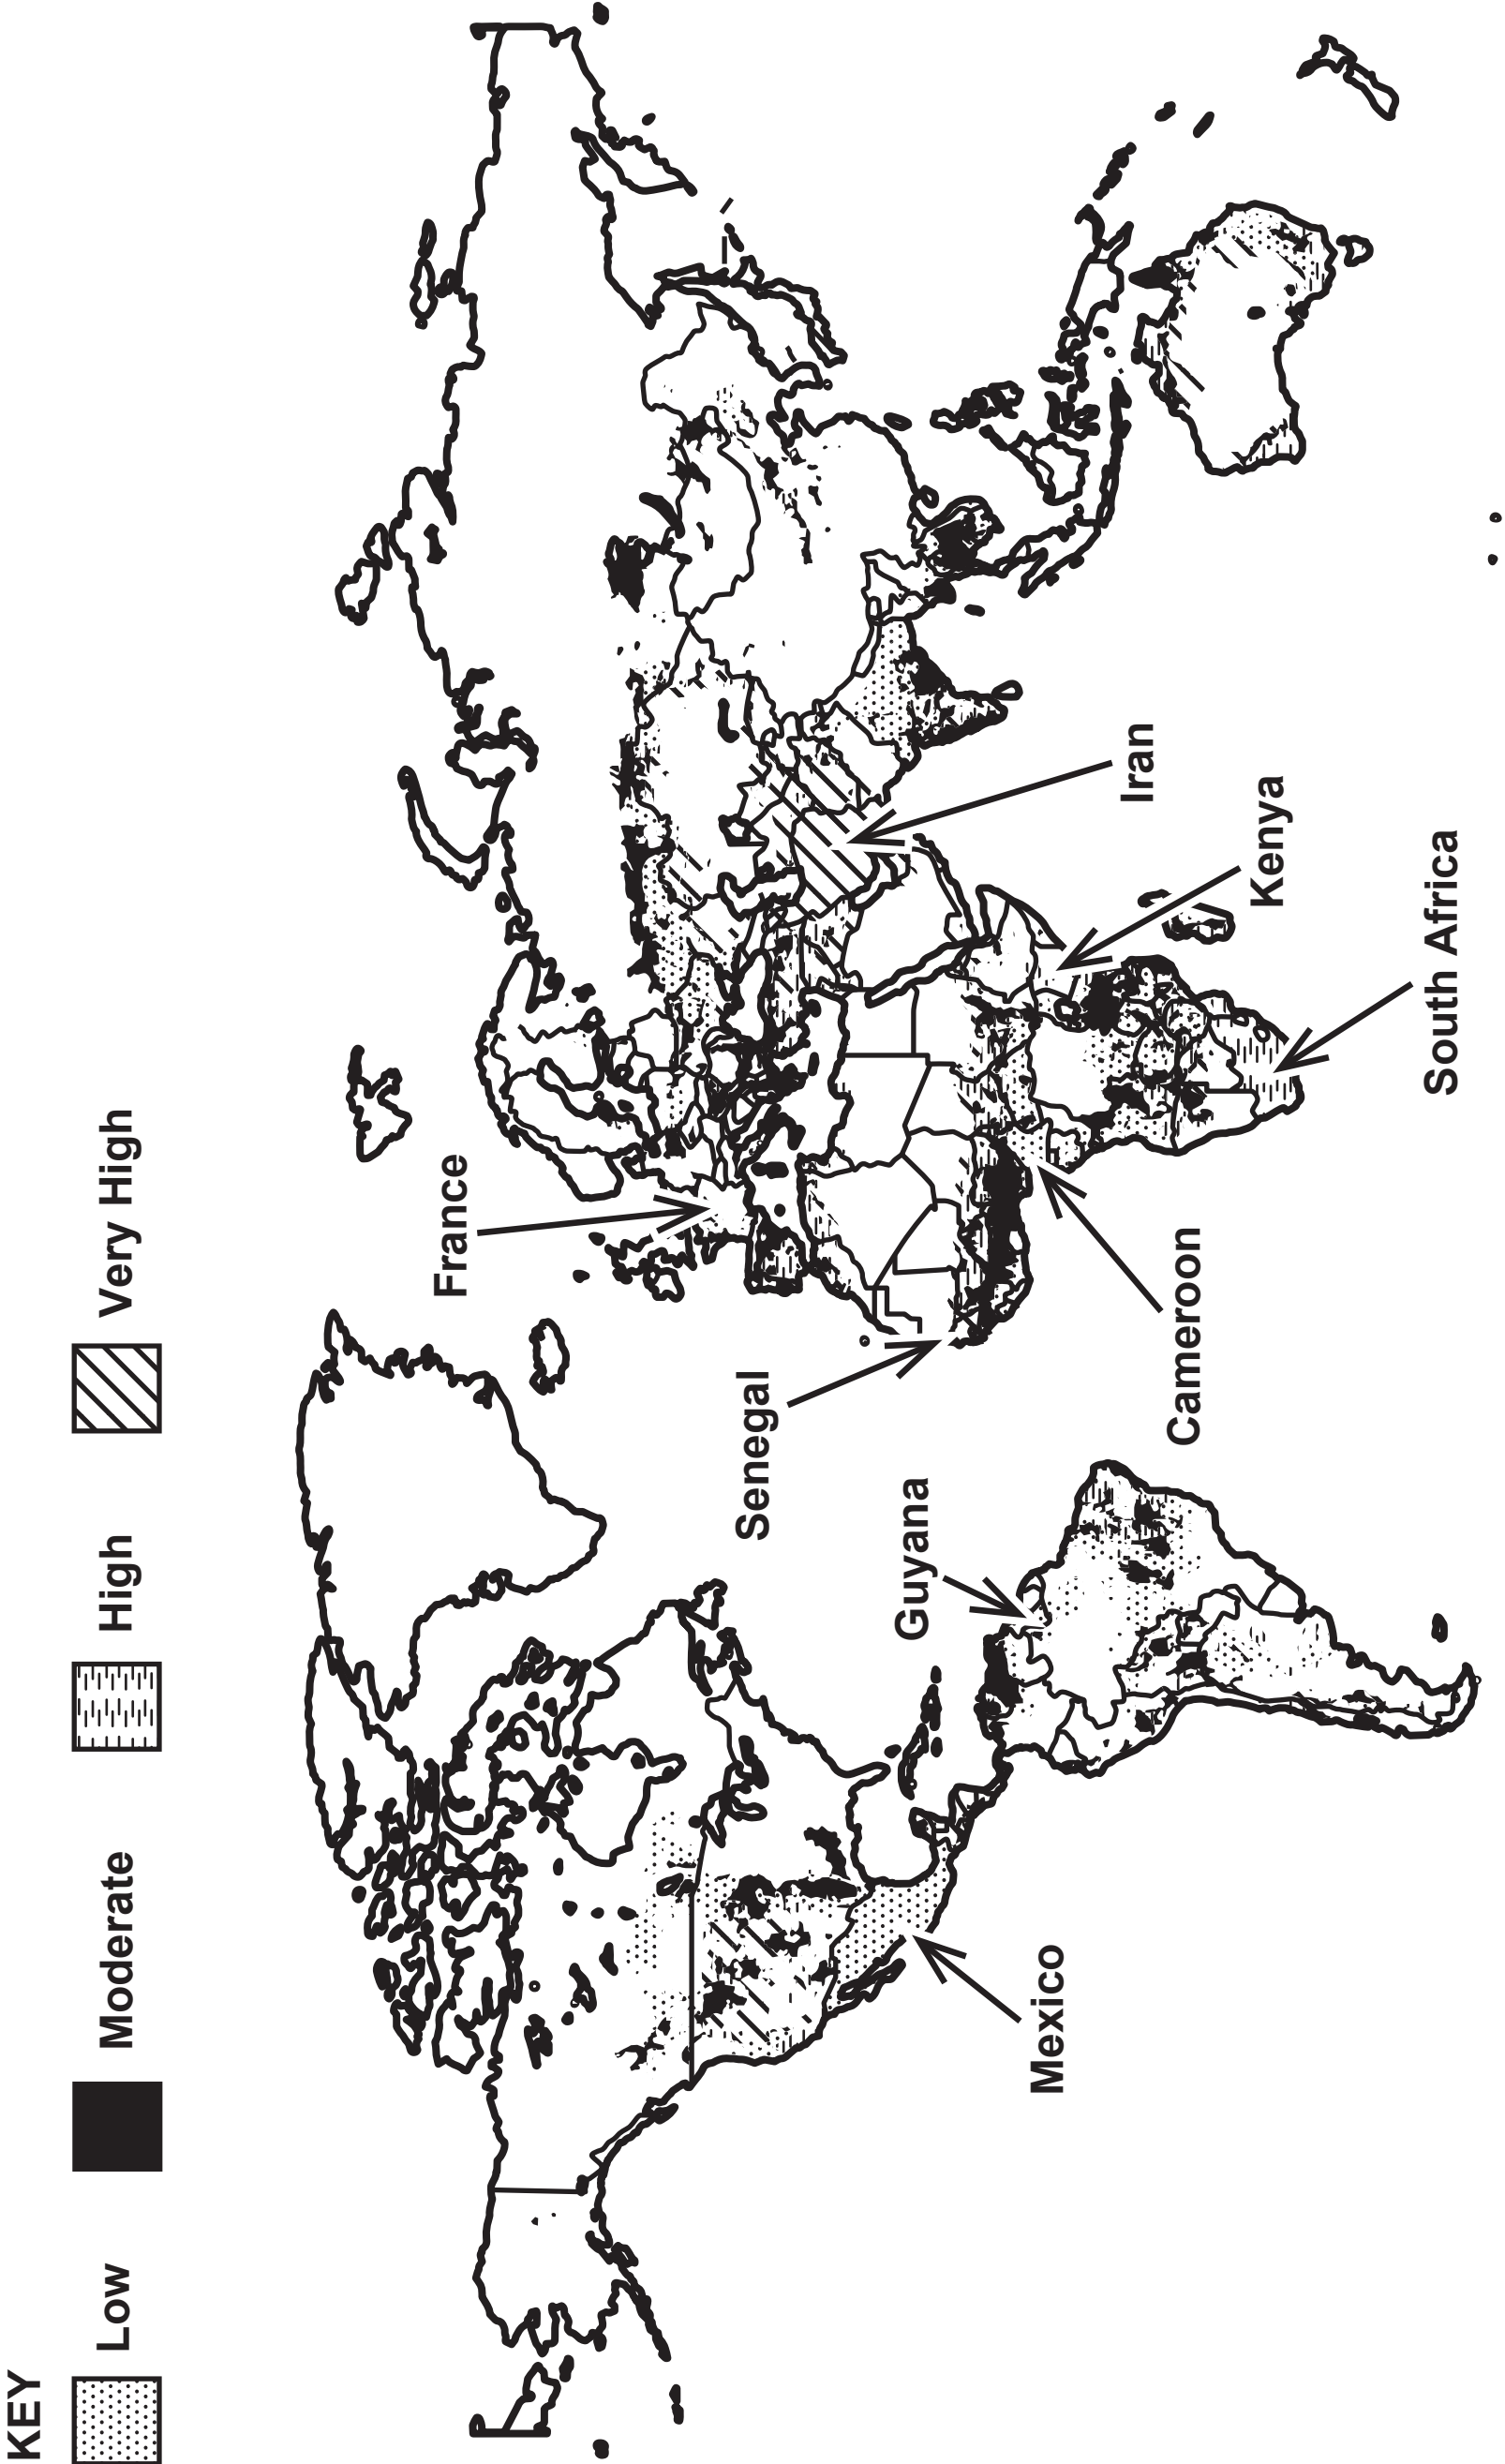 KEY
Low
Moderate
High
Very High
France
Senegal
Guyana
Mexico
Cameroon
Iran
Kenya
South Africa